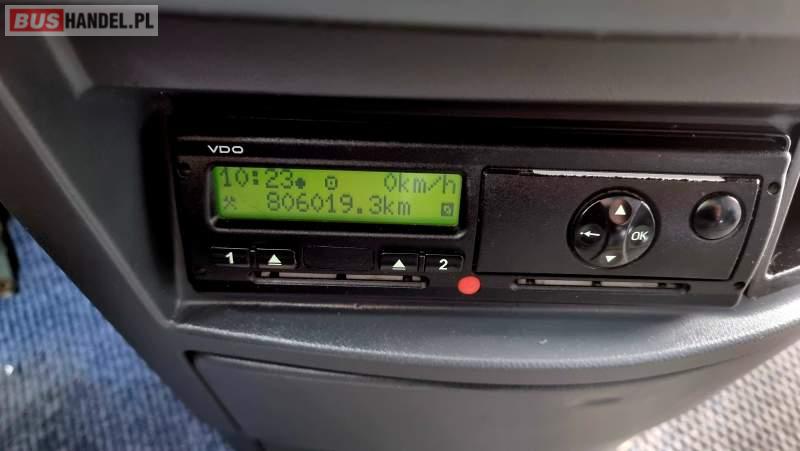 BUSHANDEL.PL
VDO
10:23 0km/h
806019.3km
1 2
OK